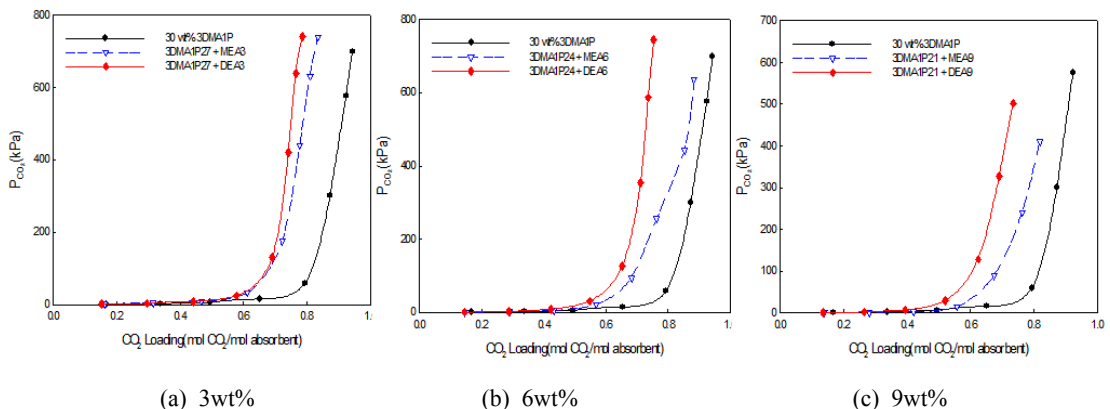 800
600
400
200
0
P_CO₂(kPa)
30 wt%3DMA1P
3DMA1P27 + MEA3
3DMA1P27 + DEA3
0.0 0.2 0.4 0.6 0.8 1.0
CO₂ Loading(mol CO₂/mol absorbent)
(a) 3wt%
800
600
400
200
0
P_CO₂(kPa)
30 wt%3DMA1P
3DMA1P24 + MEA6
3DMA1P24 + DEA6
0.0 0.2 0.4 0.6 0.8 1.0
CO₂ Loading(mol CO₂/mol absorbent)
(b) 6wt%
700
600
500
400
300
200
100
0
P_CO₂(kPa)
30 wt%3DMA1P
3DMA1P21 + MEA9
3DMA1P21 + DEA9
0.0 0.2 0.4 0.6 0.8 1.0
CO₂ Loading(mol CO₂/mol absorbent)
(c) 9wt%